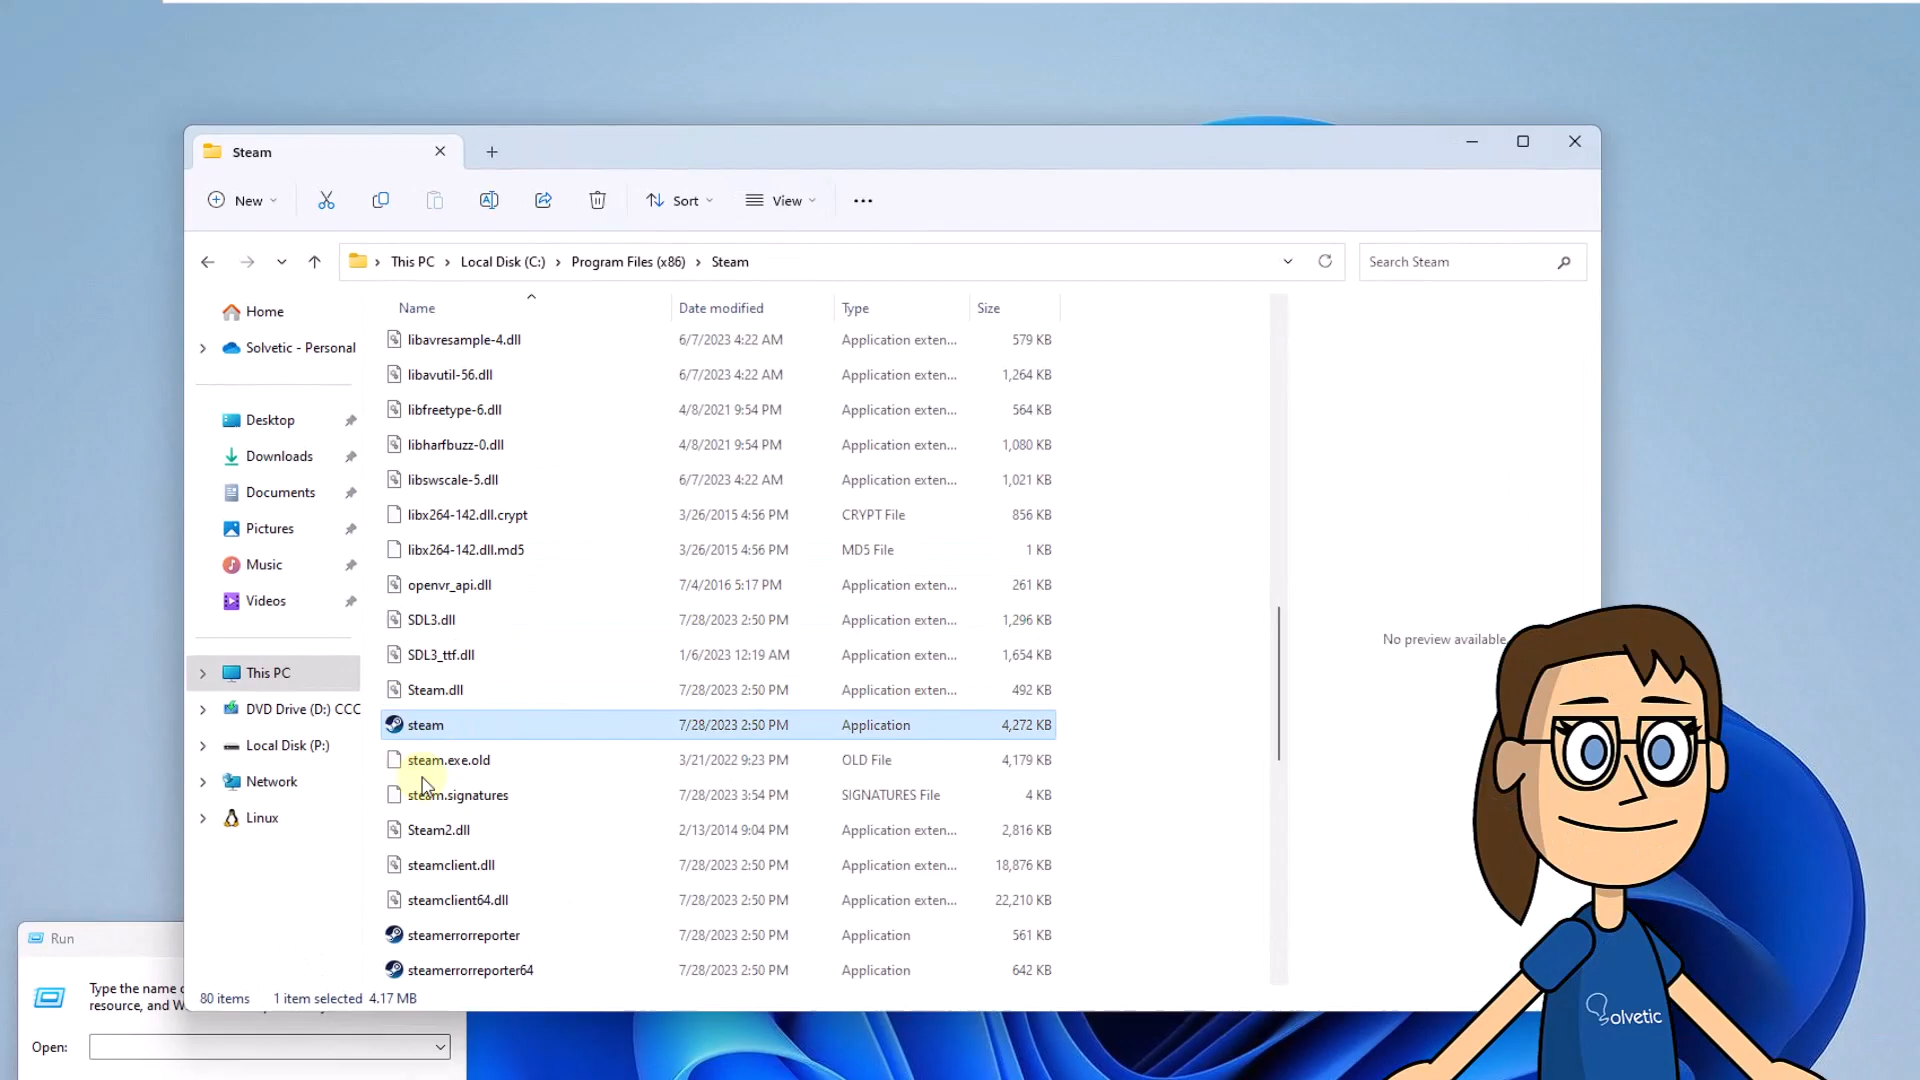 Steam
New
Sort
View
This PC
Local Disk (C:)
Program Files (x86)
Steam
Search Steam
Home
Solvetic - Personal
Desktop
Downloads
Documents
Pictures
Music
Videos
This PC
DVD Drive (D:) CCC
Local Disk (P:)
Network
Linux
Name Date modified Type Size
libavresample-4.dll 6/7/2023 4:22 AM Application exten... 579 KB
libavutil-56.dll 6/7/2023 4:22 AM Application exten... 1,264 KB
libfreetype-6.dll 4/8/2021 9:54 PM Application exten... 564 KB
libharfbuzz-0.dll 4/8/2021 9:54 PM Application exten... 1,080 KB
libswscale-5.dll 6/7/2023 4:22 AM Application exten... 1,021 KB
libx264-142.dll.crypt 3/26/2015 4:56 PM CRYPT File 856 KB
libx264-142.dll.md5 3/26/2015 4:56 PM MD5 File 1 KB
openvr_api.dll 7/4/2016 5:17 PM Application exten... 261 KB
SDL3.dll 7/28/2023 2:50 PM Application exten... 1,296 KB
SDL3_ttf.dll 1/6/2023 12:19 AM Application exten... 1,654 KB
Steam.dll 7/28/2023 2:50 PM Application exten... 492 KB
steam 7/28/2023 2:50 PM Application 4,272 KB
steam.exe.old 3/21/2022 9:23 PM OLD File 4,179 KB
steam.signatures 7/28/2023 3:54 PM SIGNATURES File 4 KB
Steam2.dll 2/13/2014 9:04 PM Application exten... 2,816 KB
steamclient.dll 7/28/2023 2:50 PM Application exten... 18,876 KB
steamclient64.dll 7/28/2023 2:50 PM Application exten... 22,210 KB
steamerrorreporter 7/28/2023 2:50 PM Application 561 KB
steamerrorreporter64 7/28/2023 2:50 PM Application 642 KB
No preview available.
80 items 1 item selected 4.17 MB
Run
Type the name
resource, and
Open:
Solvetic